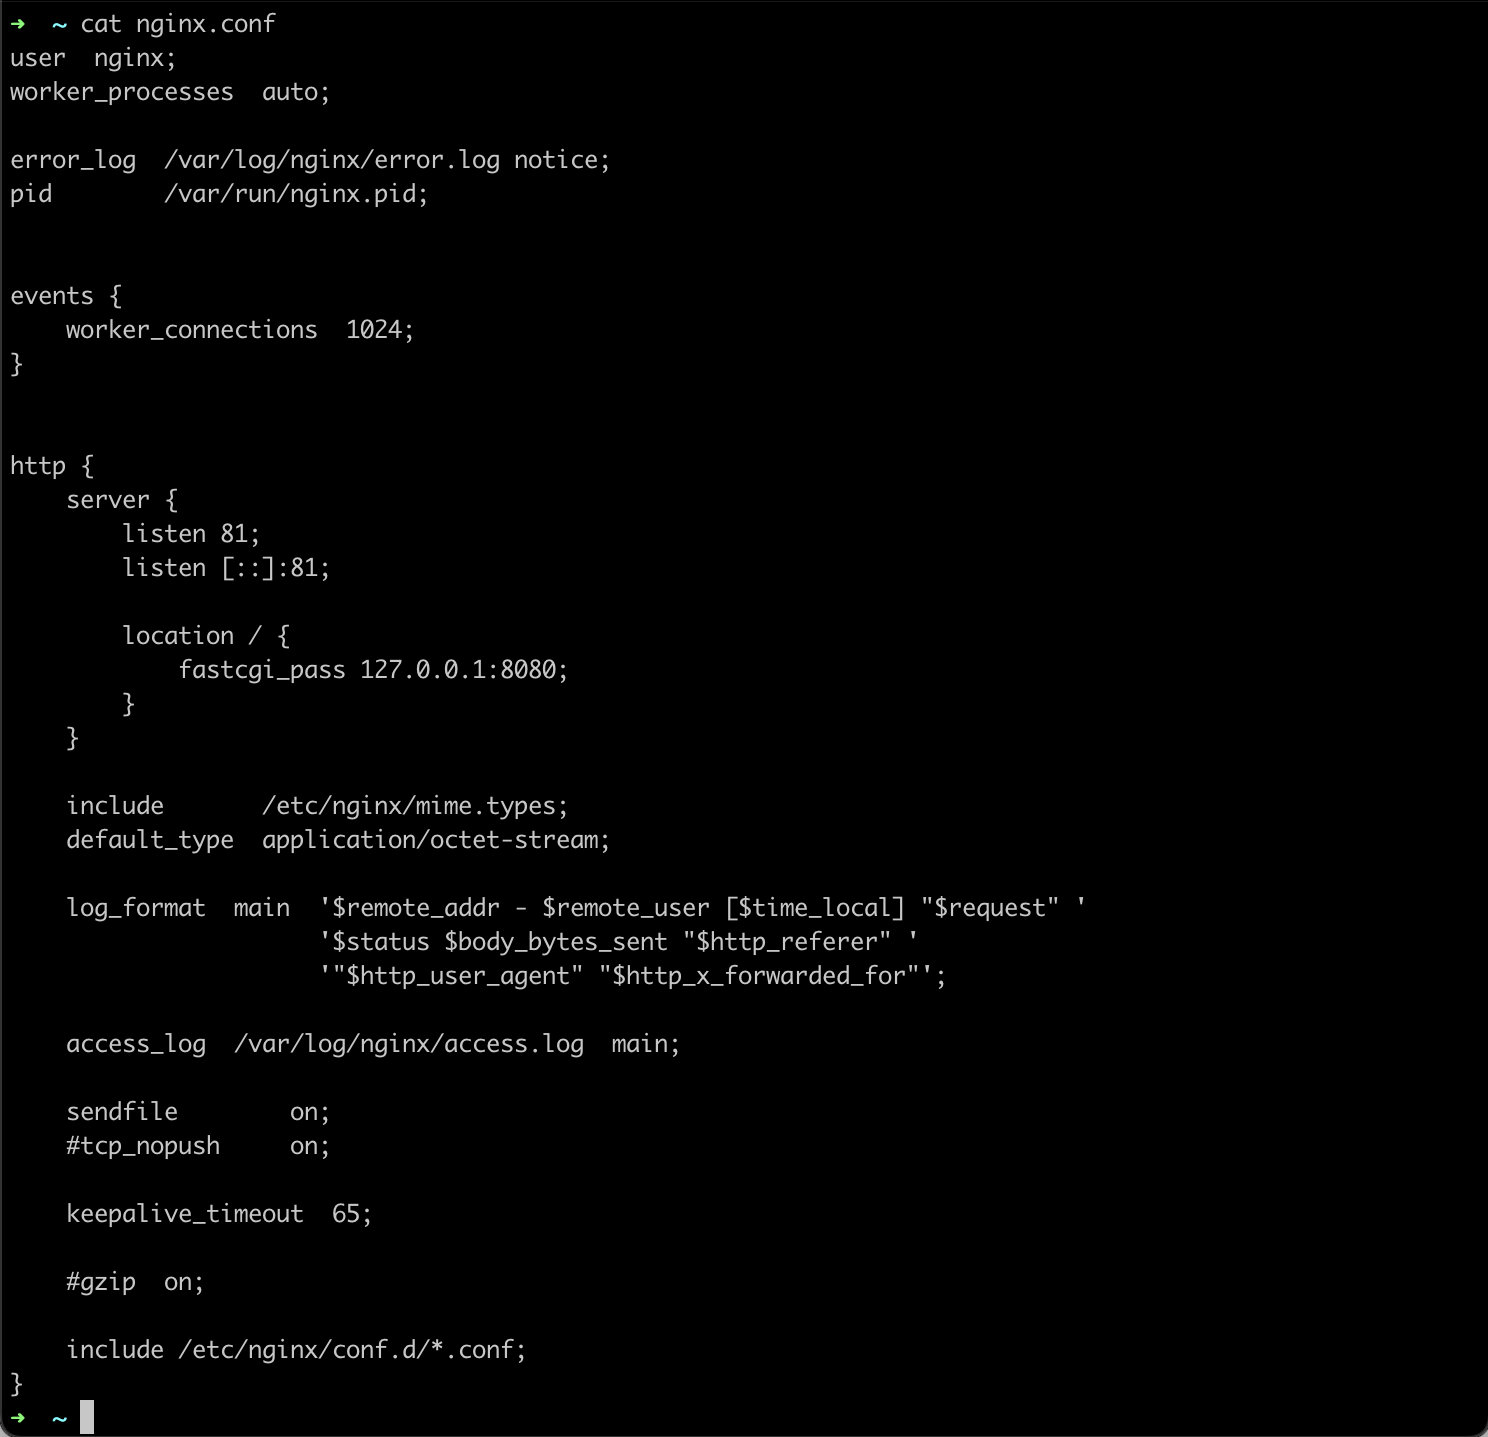 ➜  ~ cat nginx.conf
user  nginx;
worker_processes  auto;

error_log  /var/log/nginx/error.log notice;
pid        /var/run/nginx.pid;


events {
    worker_connections  1024;
}


http {
    server {
        listen 81;
        listen [::]:81;

        location / {
            fastcgi_pass 127.0.0.1:8080;
        }
    }

    include       /etc/nginx/mime.types;
    default_type  application/octet-stream;

    log_format  main  '$remote_addr - $remote_user [$time_local] "$request" '
                      '$status $body_bytes_sent "$http_referer" '
                      '"$http_user_agent" "$http_x_forwarded_for"';

    access_log  /var/log/nginx/access.log  main;

    sendfile        on;
    #tcp_nopush     on;

    keepalive_timeout  65;

    #gzip  on;

    include /etc/nginx/conf.d/*.conf;
}
➜  ~